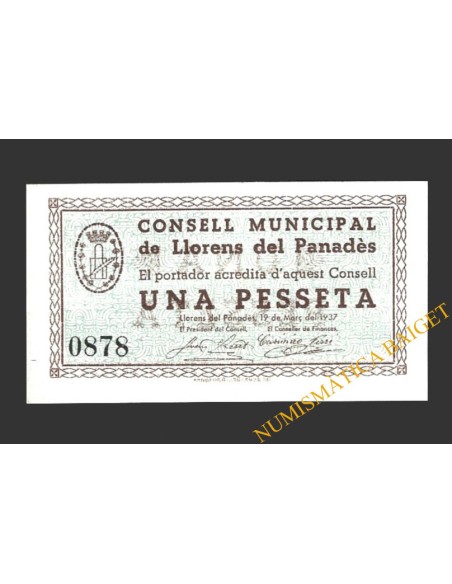 CONSELL MUNICIPAL
de Llorens del Panadès
El portador acredita d'aquest Consell
UNA PESSETA
Llorens del Panadès, 19 de Març del 1937
El President del Consell,   El Conseller de Finances,
0878
NUMISMATICA BAIGET